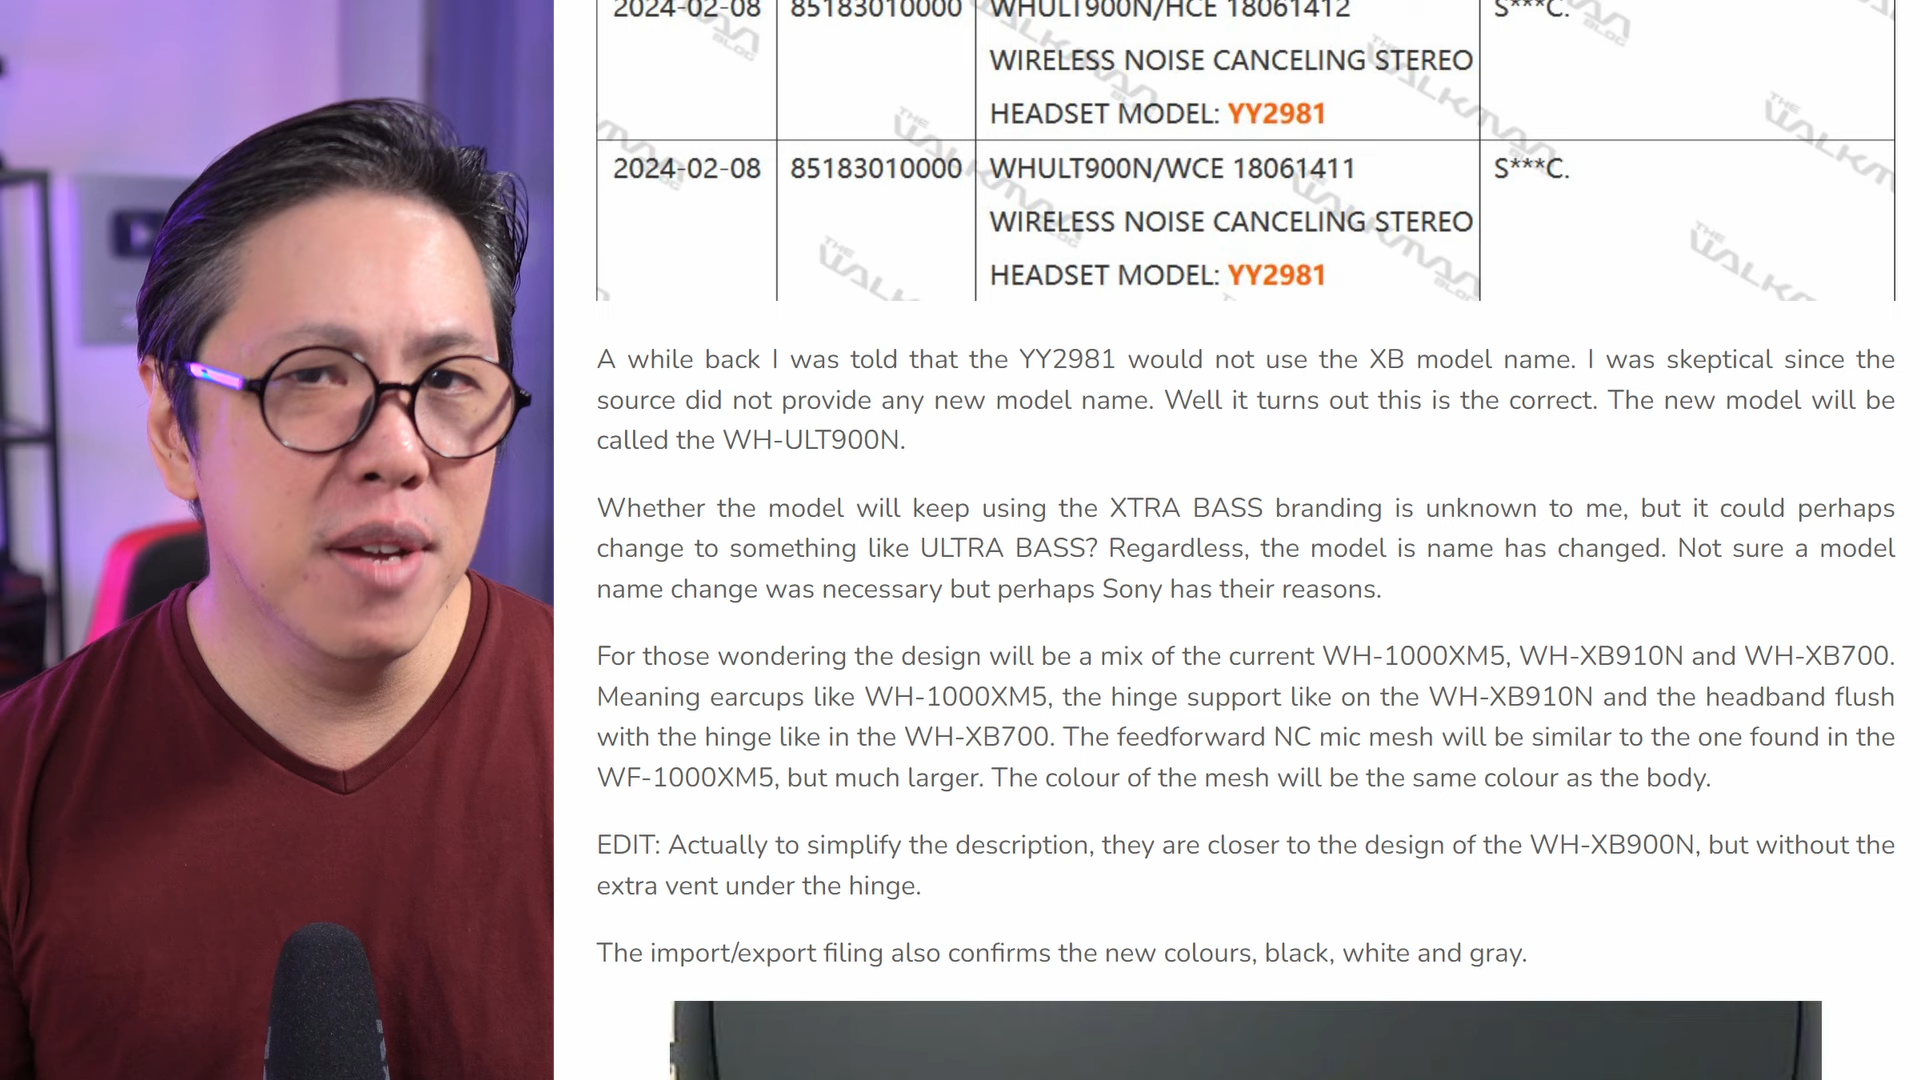 2024-02-08 85183010000 WHULT900N/HCE 18061412 S***C.
WIRELESS NOISE CANCELING STEREO
HEADSET MODEL: YY2981
2024-02-08 85183010000 WHULT900N/WCE 18061411 S***C.
WIRELESS NOISE CANCELING STEREO
HEADSET MODEL: YY2981
THE WALKMAN BLOG
A while back I was told that the YY2981 would not use the XB model name. I was skeptical since the
source did not provide any new model name. Well it turns out this is the correct. The new model will be
called the WH-ULT900N.
Whether the model will keep using the XTRA BASS branding is unknown to me, but it could perhaps
change to something like ULTRA BASS? Regardless, the model is name has changed. Not sure a model
name change was necessary but perhaps Sony has their reasons.
For those wondering the design will be a mix of the current WH-1000XM5, WH-XB910N and WH-XB700.
Meaning earcups like WH-1000XM5, the hinge support like on the WH-XB910N and the headband flush
with the hinge like in the WH-XB700. The feedforward NC mic mesh will be similar to the one found in the
WF-1000XM5, but much larger. The colour of the mesh will be the same colour as the body.
EDIT: Actually to simplify the description, they are closer to the design of the WH-XB900N, but without the
extra vent under the hinge.
The import/export filing also confirms the new colours, black, white and gray.